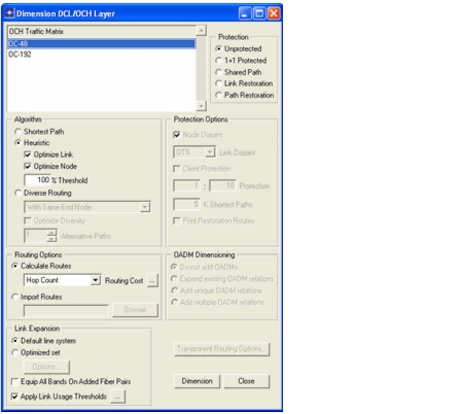 Dimension DCL/OCH Layer
OCH Traffic Matrix
OC-48
OC-192
Protection
Unprotected
1+1 Protected
Shared Path
Link Restoration
Path Restoration
Algorithm
Shortest Path
Heuristic
Optimize Link
Optimize Node
100 % Threshold
Diverse Routing
With Same End Node
Optimize Diversity
1 Alternative Paths
Protection Options
Node Disjoint
OTS Link Disjoint
Client Protection
1 : 10 Protection
5 K Shortest Paths
Print Restoration Routes
Routing Options
Calculate Routes
Hop Count Routing Cost ...
Import Routes
Browse
OADM Dimensioning
Do not add OADMs
Expand existing OADM relations
Add unique OADM relations
Add multiple OADM relations
Link Expansion
Default line system
Optimized set
Options...
Equip All Bands On Added Fiber Pairs
Apply Link Usage Thresholds ...
Transparent Routing Options...
Dimension Close